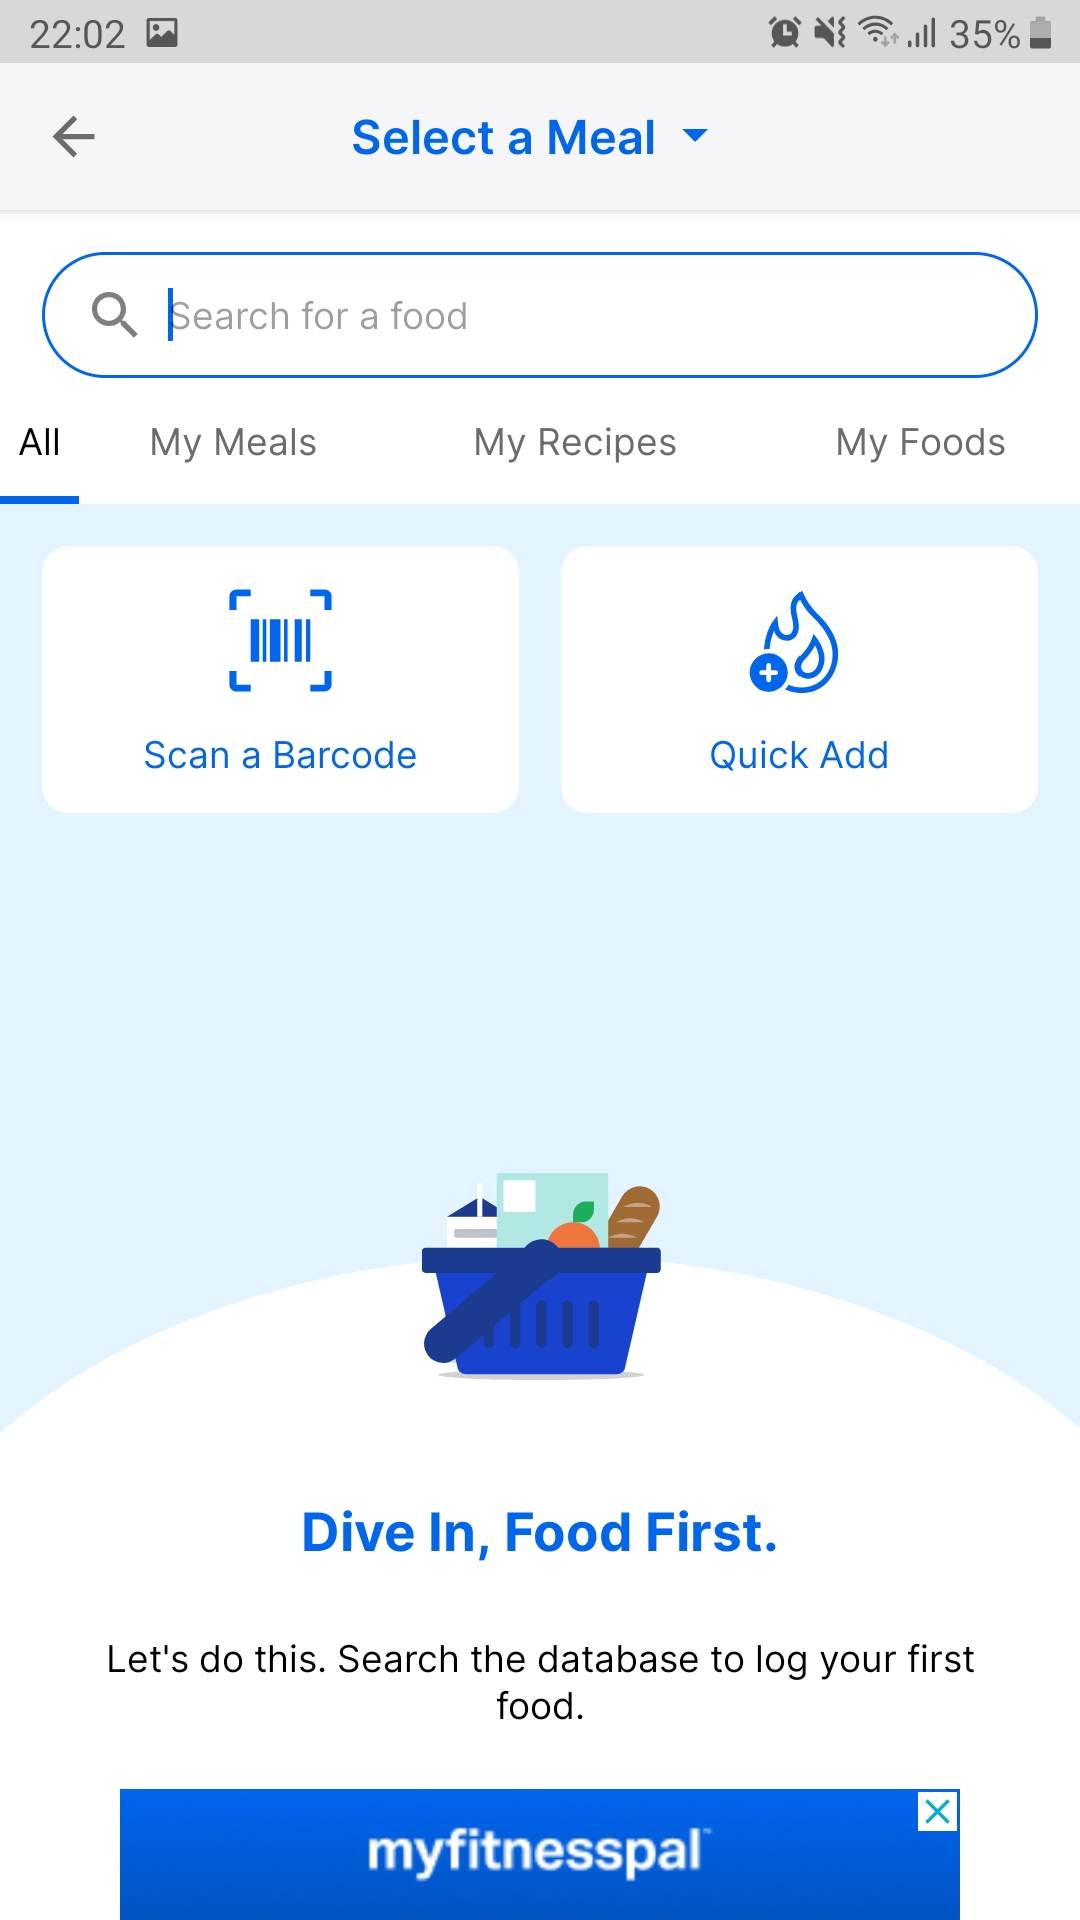 22:02
35%
Select a Meal
Search for a food
All
My Meals
My Recipes
My Foods
Scan a Barcode
Quick Add
Dive In, Food First.
Let's do this. Search the database to log your first
food.
myfitnesspal™